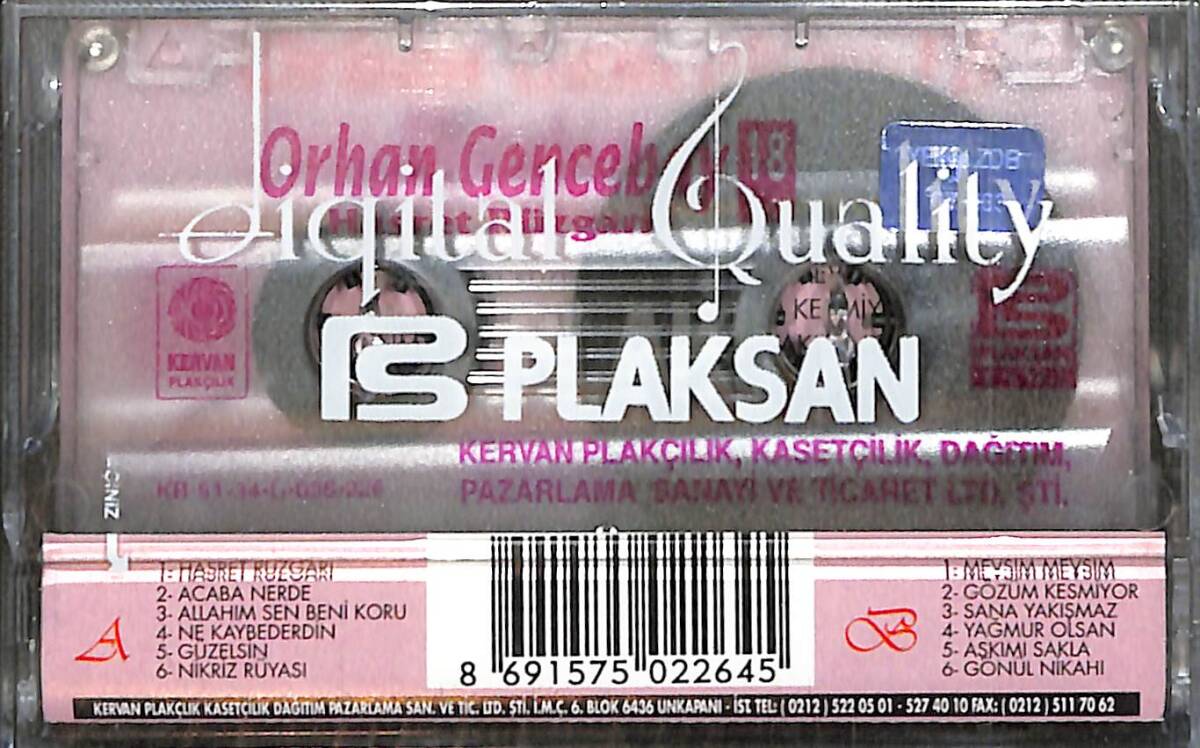 Orhan Gencebay 18
Hasret Rüzgarı
Digital Quality
KERVAN
PLAKÇILIK
PLAKSAN
KERVAN PLAKÇILIK, KASETÇİLİK, DAĞITIM,
PAZARLAMA SANAYİ VE TİCARET LTD. ŞTİ.
A
1- HASRET RÜZGARI
2- ACABA NERDE
3- ALLAHIM SEN BENİ KORU
4- NE KAYBEDERDİN
5- GÜZELSİN
6- NİKRİZ RÜYASI
8 691575 022645
B
1- MEVSİM MEVSİM
2- GÖZÜM KESMİYOR
3- SANA YAKIŞMAZ
4- YAĞMUR OLSAN
5- AŞKIMI SAKLA
6- GÖNÜL NİKAHI
KERVAN PLAKÇLIK KASETÇİLİK DAĞITIM PAZARLAMA SAN. VE TİC. LTD. ŞTİ. İ.M.Ç. 6. BLOK 6436 UNKAPANI - İST. TEL: ( 0212 ) 522 05 01 - 527 40 10 FAX: ( 0212 ) 511 70 62